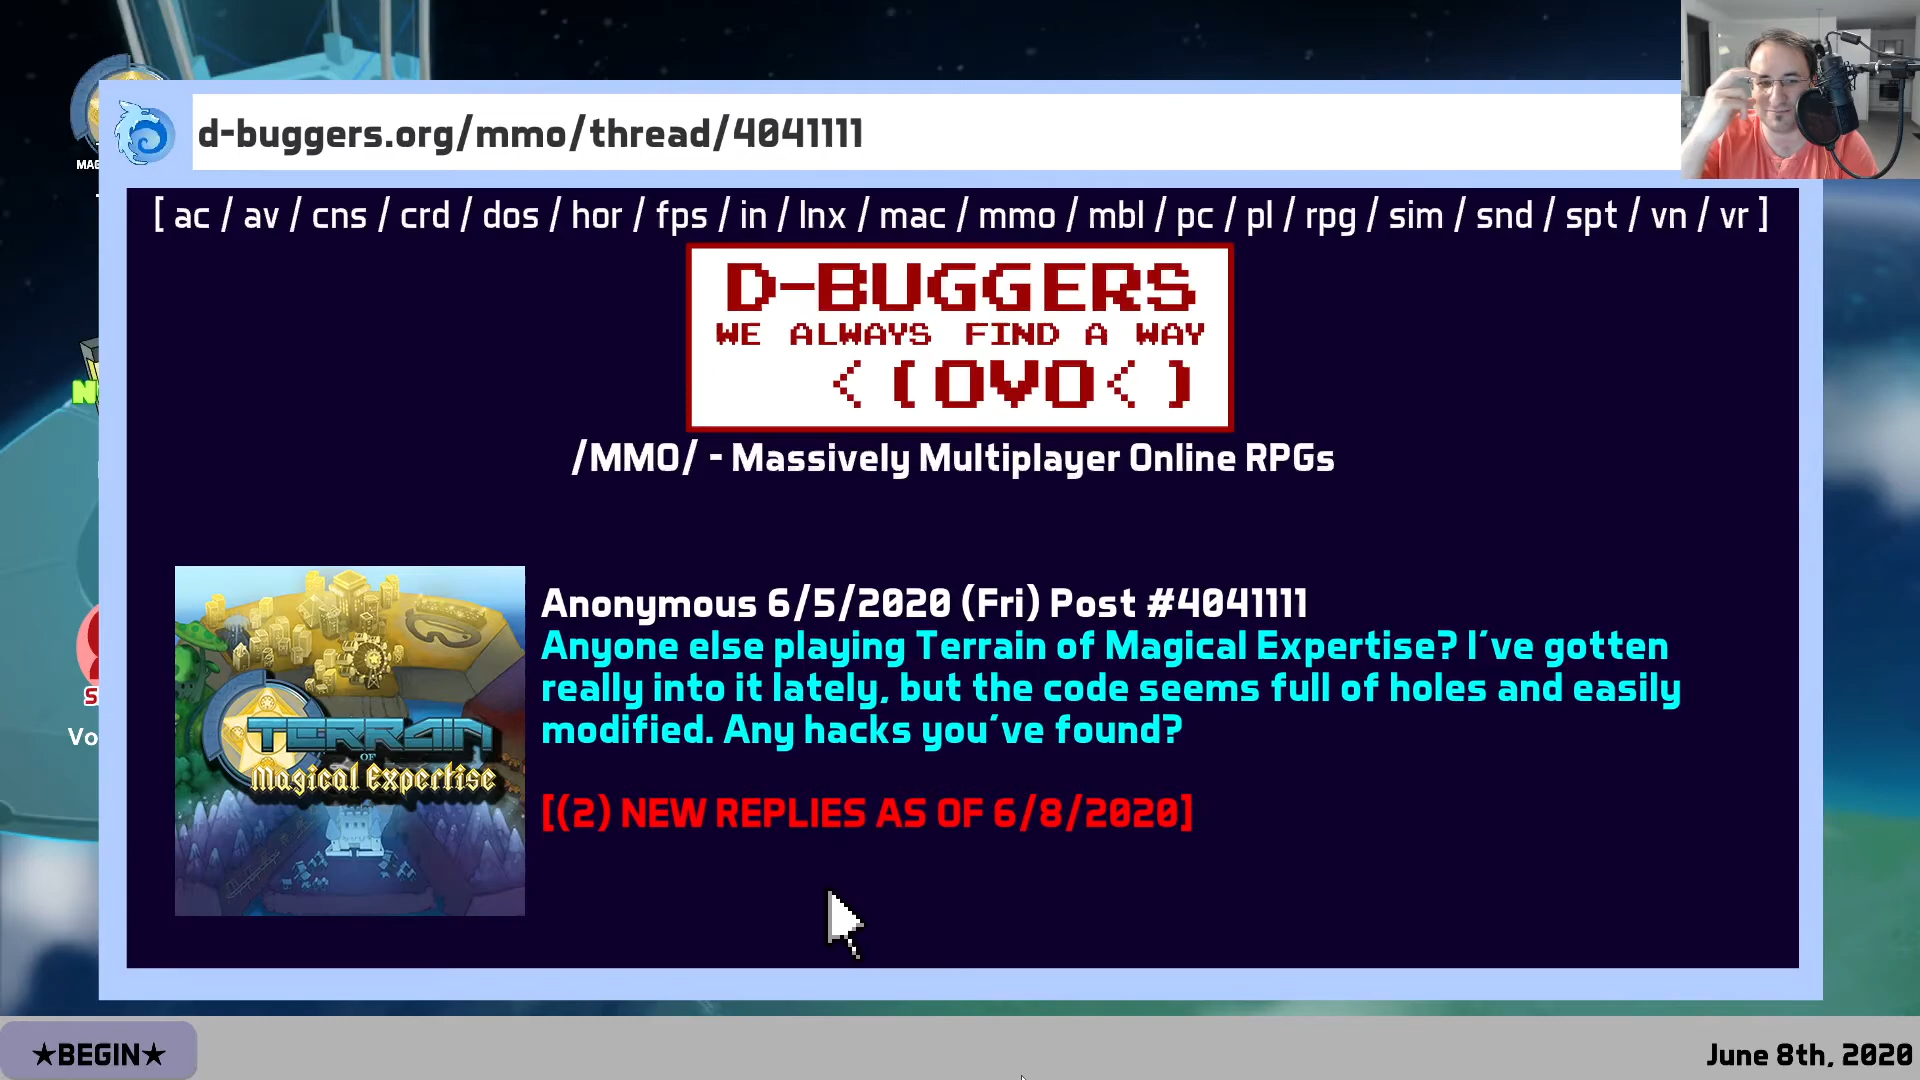 d-buggers.org/mmo/thread/4041111
MAG
[ ac / av / cns / crd / dos / hor / fps / in / lnx / mac / mmo / mbl / pc / pl / rpg / sim / snd / spt / vn / vr ]
D-BUGGERS
WE ALWAYS FIND A WAY
<(OVO<)
/MMO/ - Massively Multiplayer Online RPGs
N
S
Vo
TERRAIN
OF
Magical Expertise
Anonymous 6/5/2020 (Fri) Post #4041111
Anyone else playing Terrain of Magical Expertise? I've gotten
really into it lately, but the code seems full of holes and easily
modified. Any hacks you've found?
[(2) NEW REPLIES AS OF 6/8/2020]
★BEGIN★
June 8th, 2020